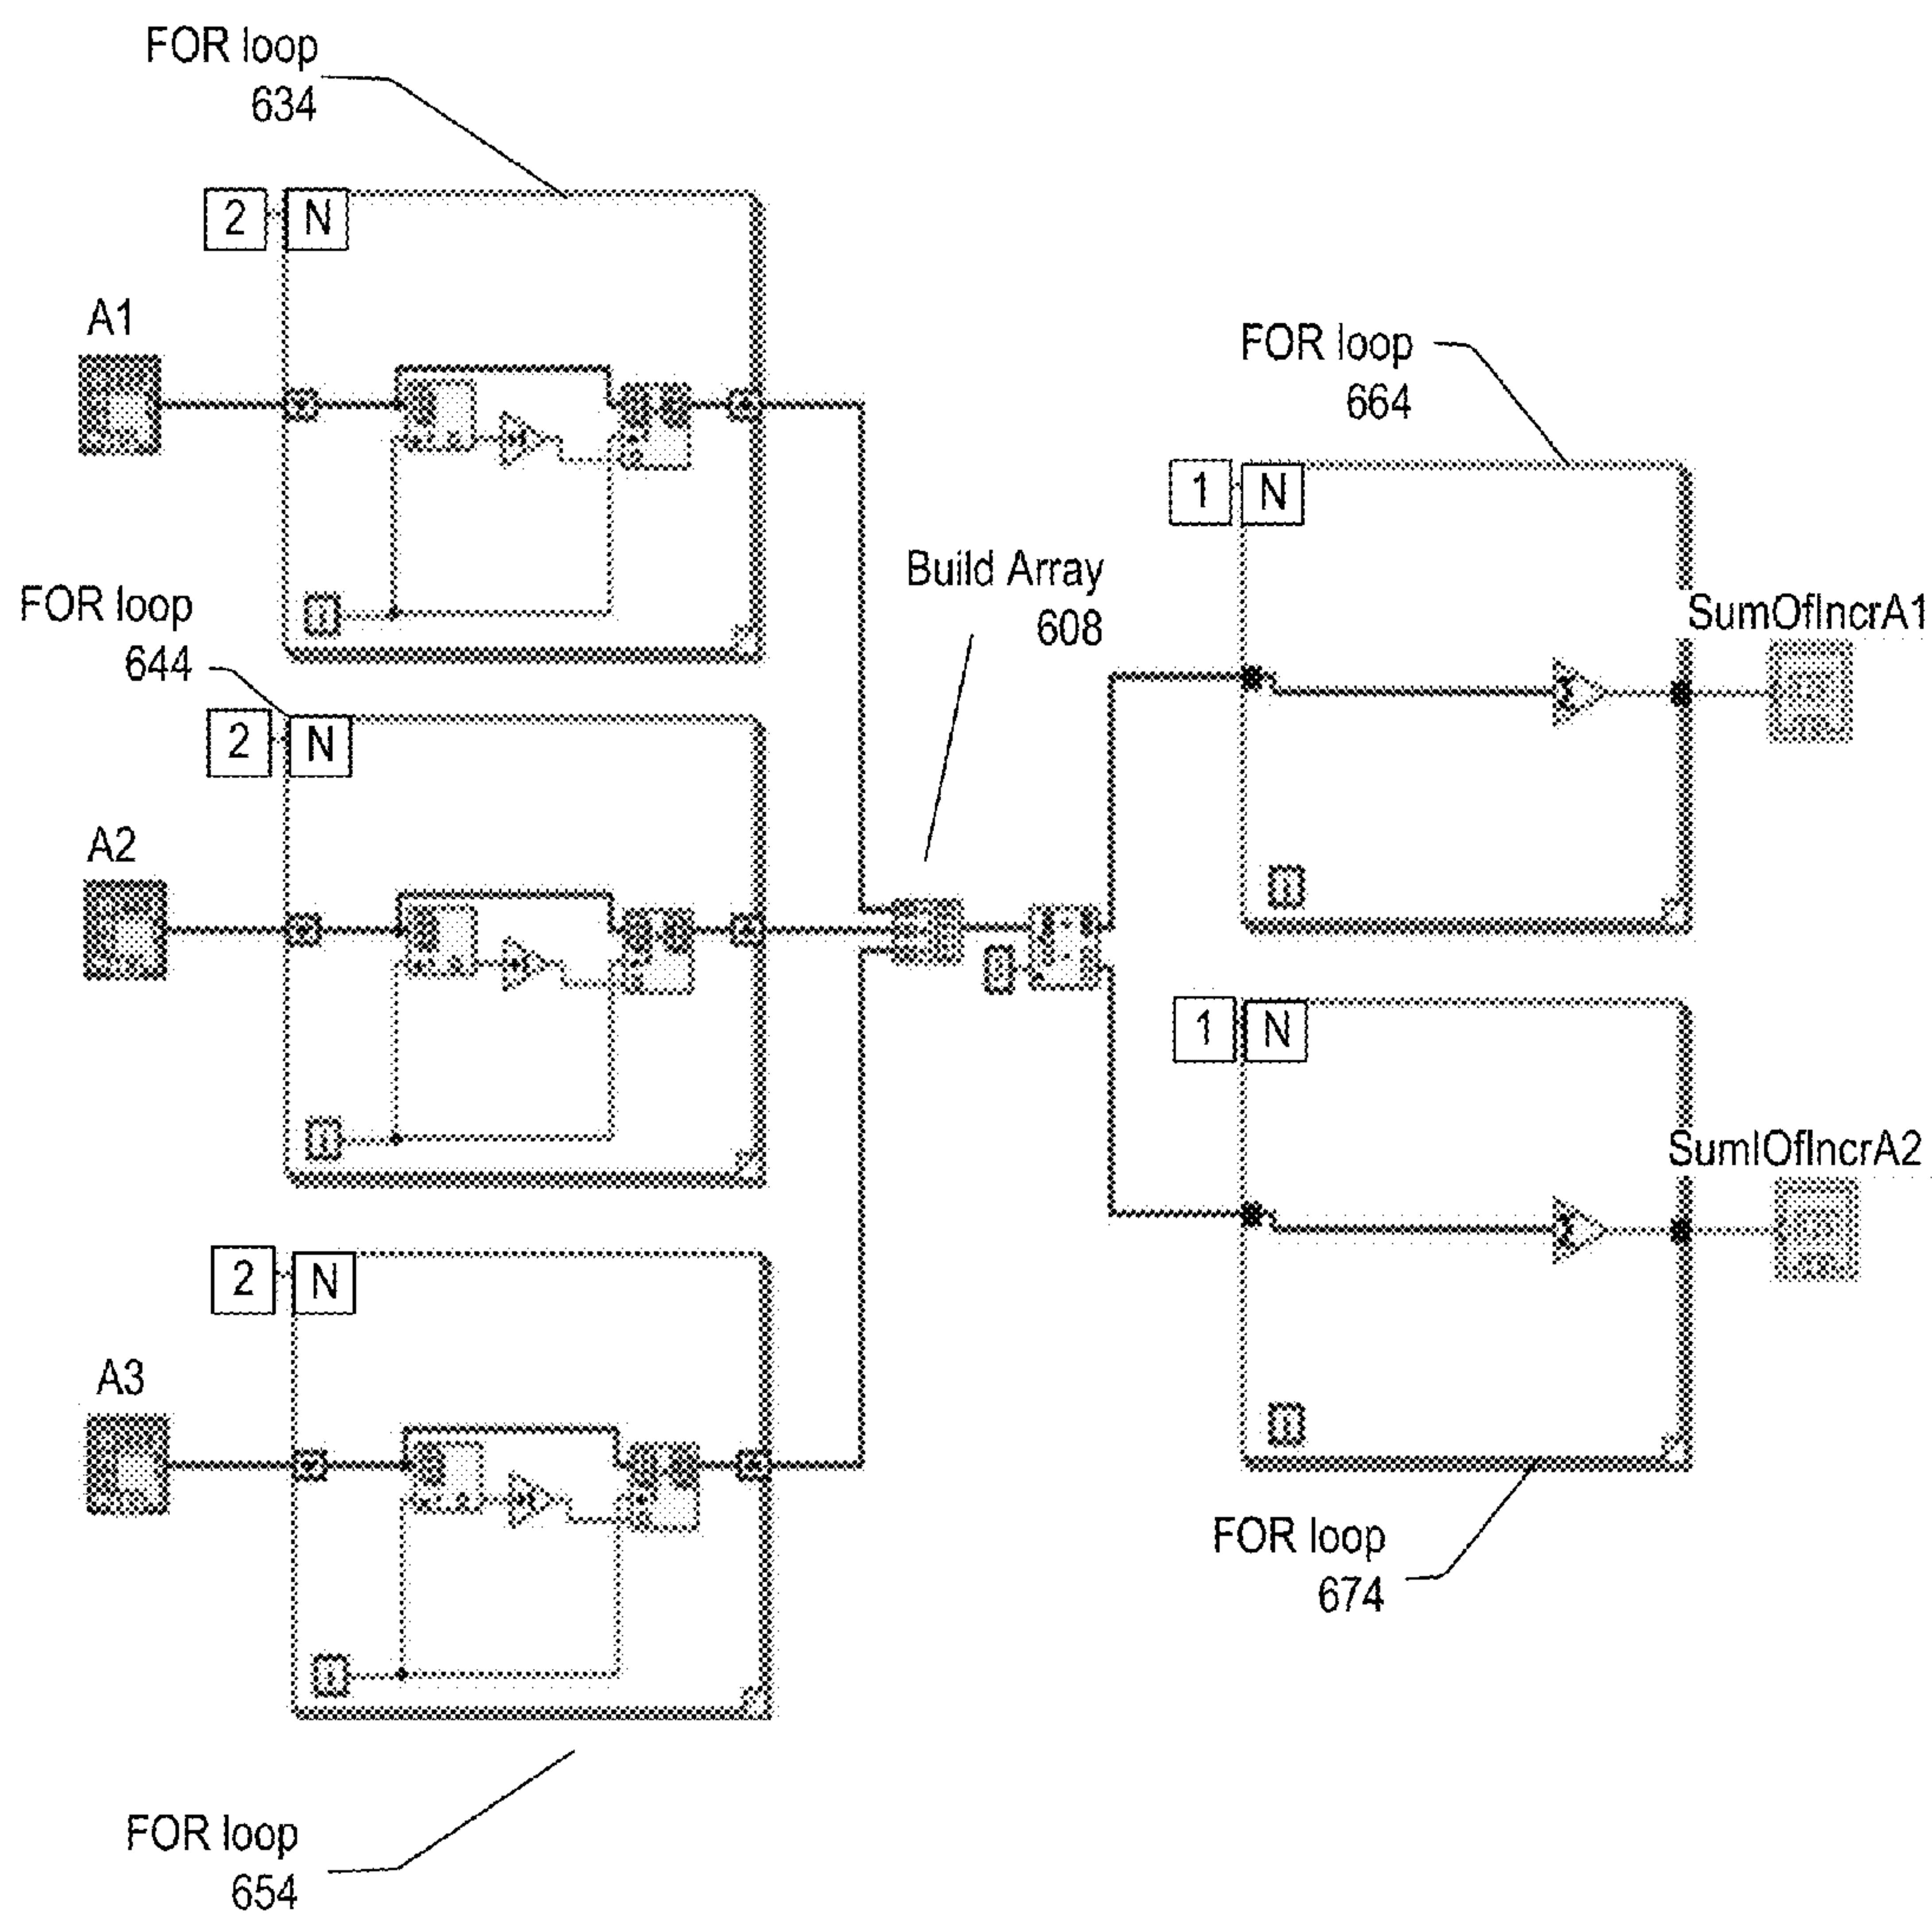 FOR loop
634
2 N
A1
i
FOR loop
644
2 N
A2
i
FOR loop
654
2 N
A3
i
Build Array
608
FOR loop
664
1 N
SumOfIncrA1
i
FOR loop
674
1 N
SumIOfIncrA2
i